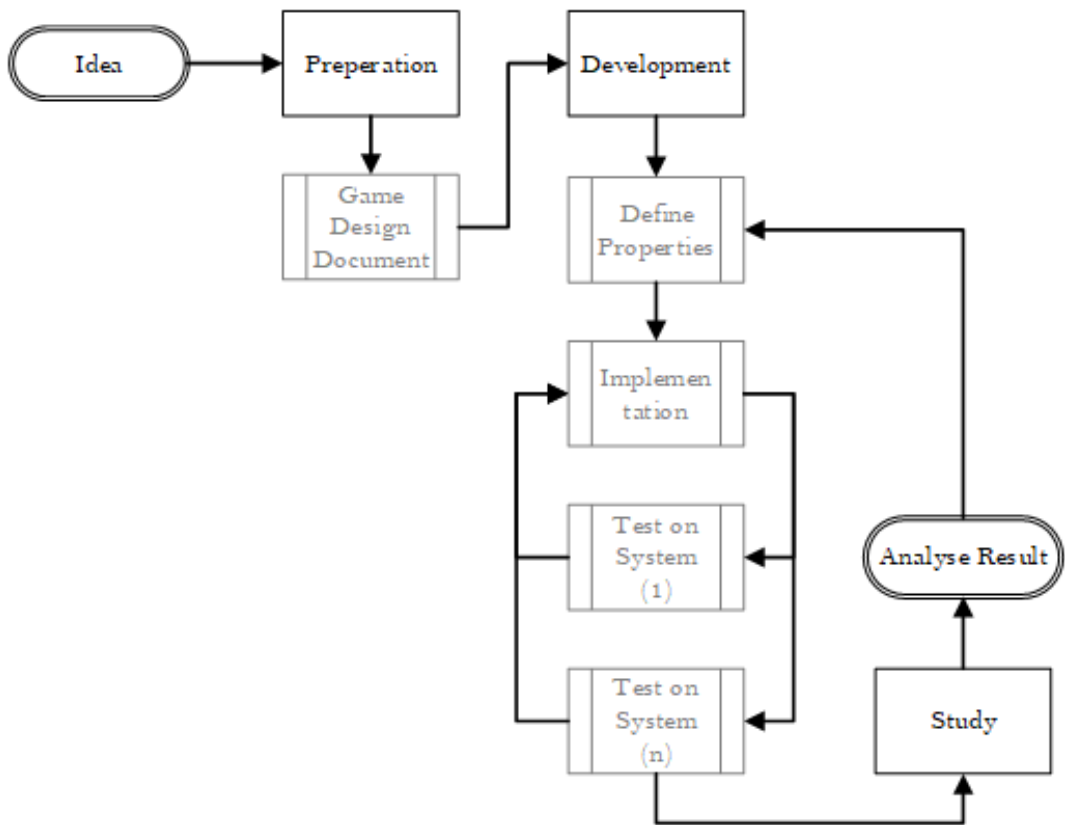 Idea
Preperation
Development
Game
Design
Document
Define
Properties
Implemen
tation
Test on
System
(1)
Analyse Result
Test on
System
(n)
Study